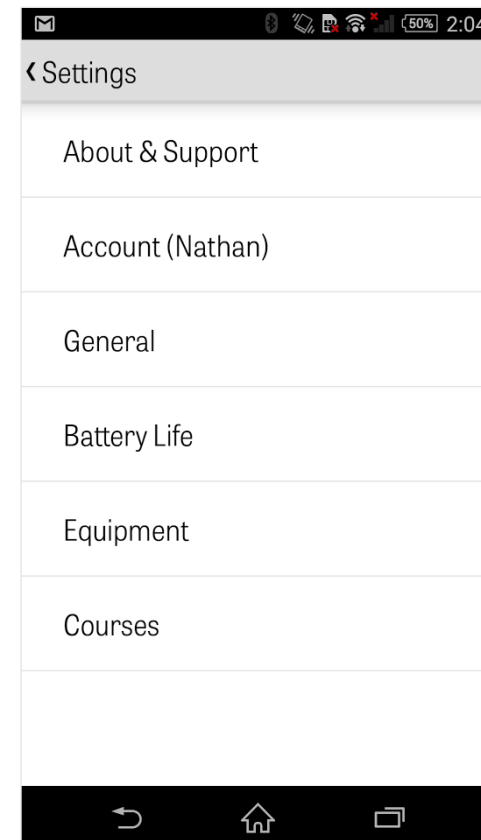 50% 2:04
Settings
About & Support
Account (Nathan)
General
Battery Life
Equipment
Courses